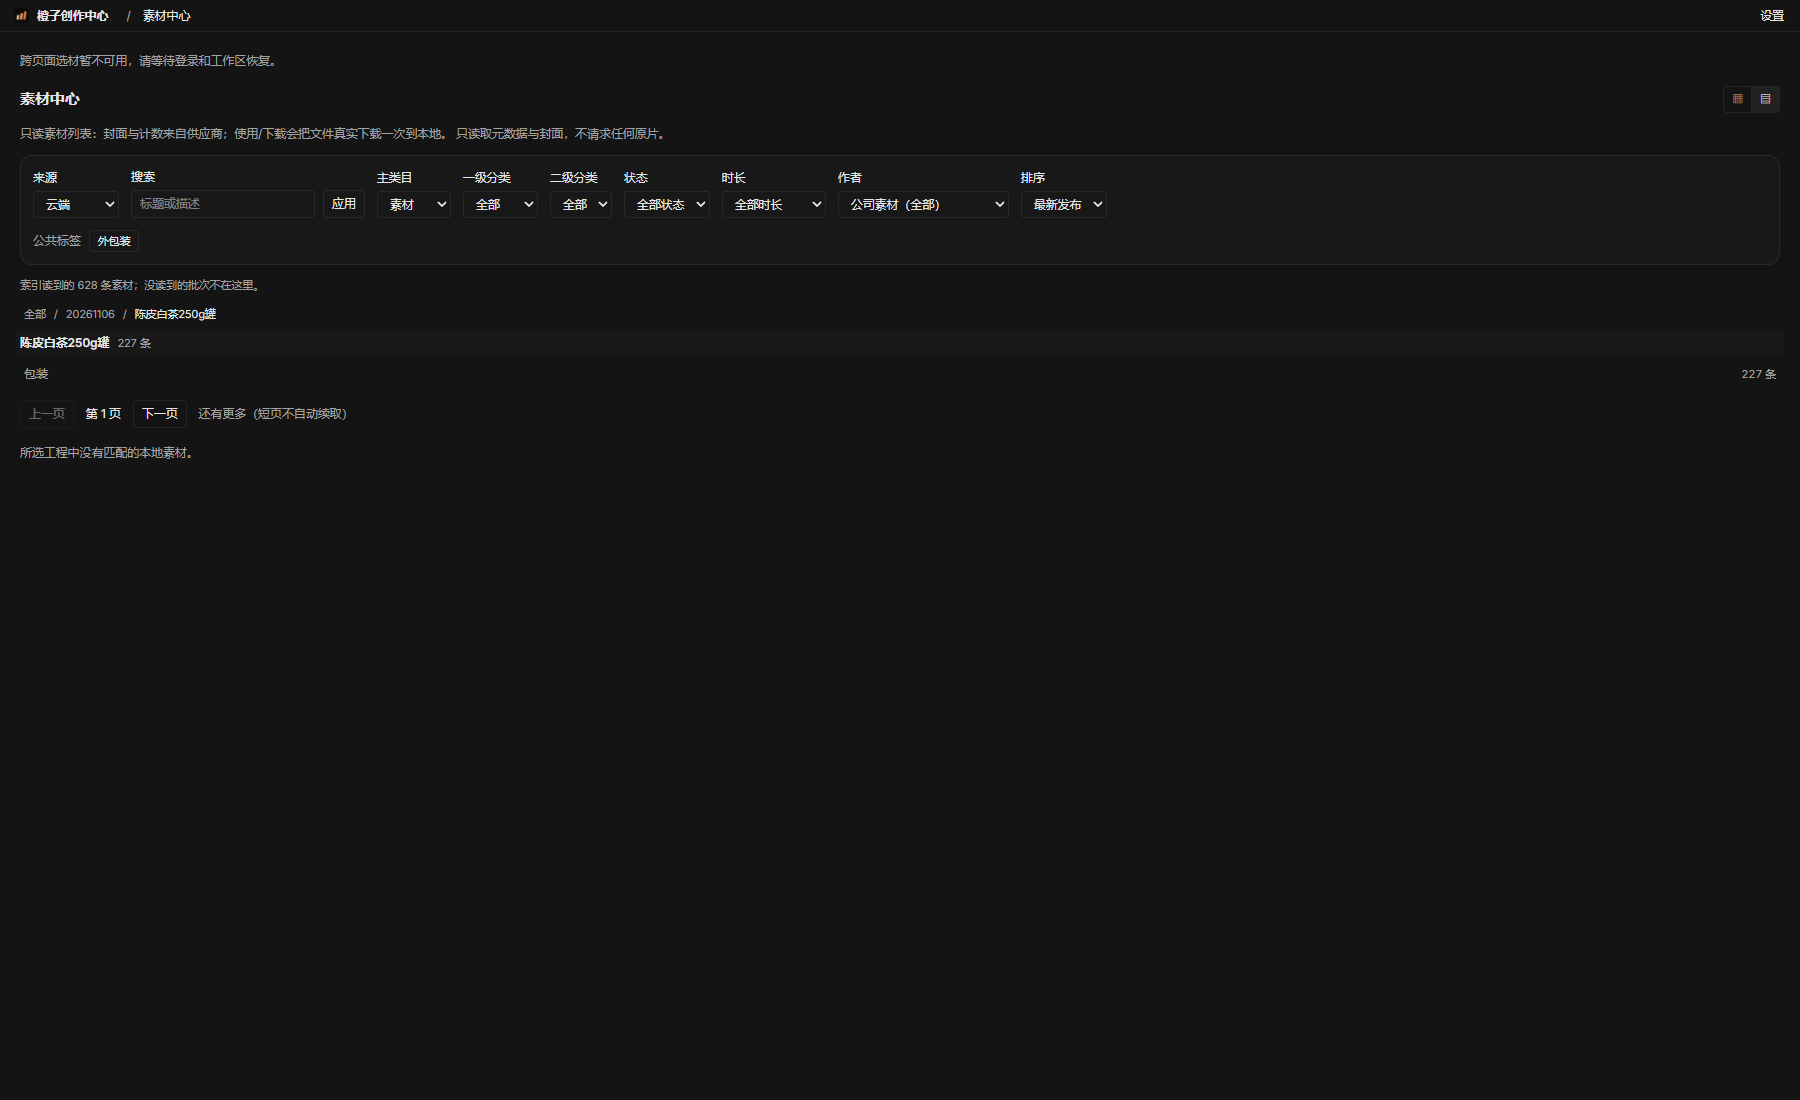 橙子创作中心 / 素材中心 设置
跨页面选材暂不可用，请等待登录和工作区恢复。
素材中心
只读素材列表：封面与计数来自供应商；使用/下载会把文件真实下载一次到本地。 只读取元数据与封面，不请求任何原片。
来源 搜索 主类目 一级分类 二级分类 状态 时长 作者 排序
云端 标题或描述 应用 素材 全部 全部 全部状态 全部时长 公司素材（全部） 最新发布
公共标签 外包装
索引读到的 628 条素材；没读到的批次不在这里。
全部 / 20261106 / 陈皮白茶250g罐
陈皮白茶250g罐 227 条
包装 227 条
上一页 第 1 页 下一页 还有更多（短页不自动续取）
所选工程中没有匹配的本地素材。